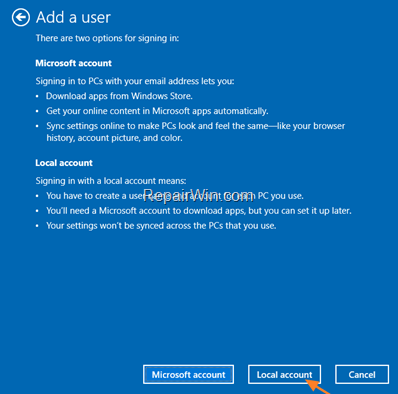 Add a user
There are two options for signing in:
Microsoft account
Signing in to PCs with your email address lets you:
• Download apps from Windows Store.
• Get your online content in Microsoft apps automatically.
• Sync settings online to make PCs look and feel the same—like your browser
history, account picture, and color.
Local account
Signing in with a local account means:
• You have to create a user PC you use.
RepairWin.com
• You'll need a Microsoft account to download apps, but you can set it up later.
• Your settings won't be synced across the PCs that you use.
Microsoft account
Local account
Cancel